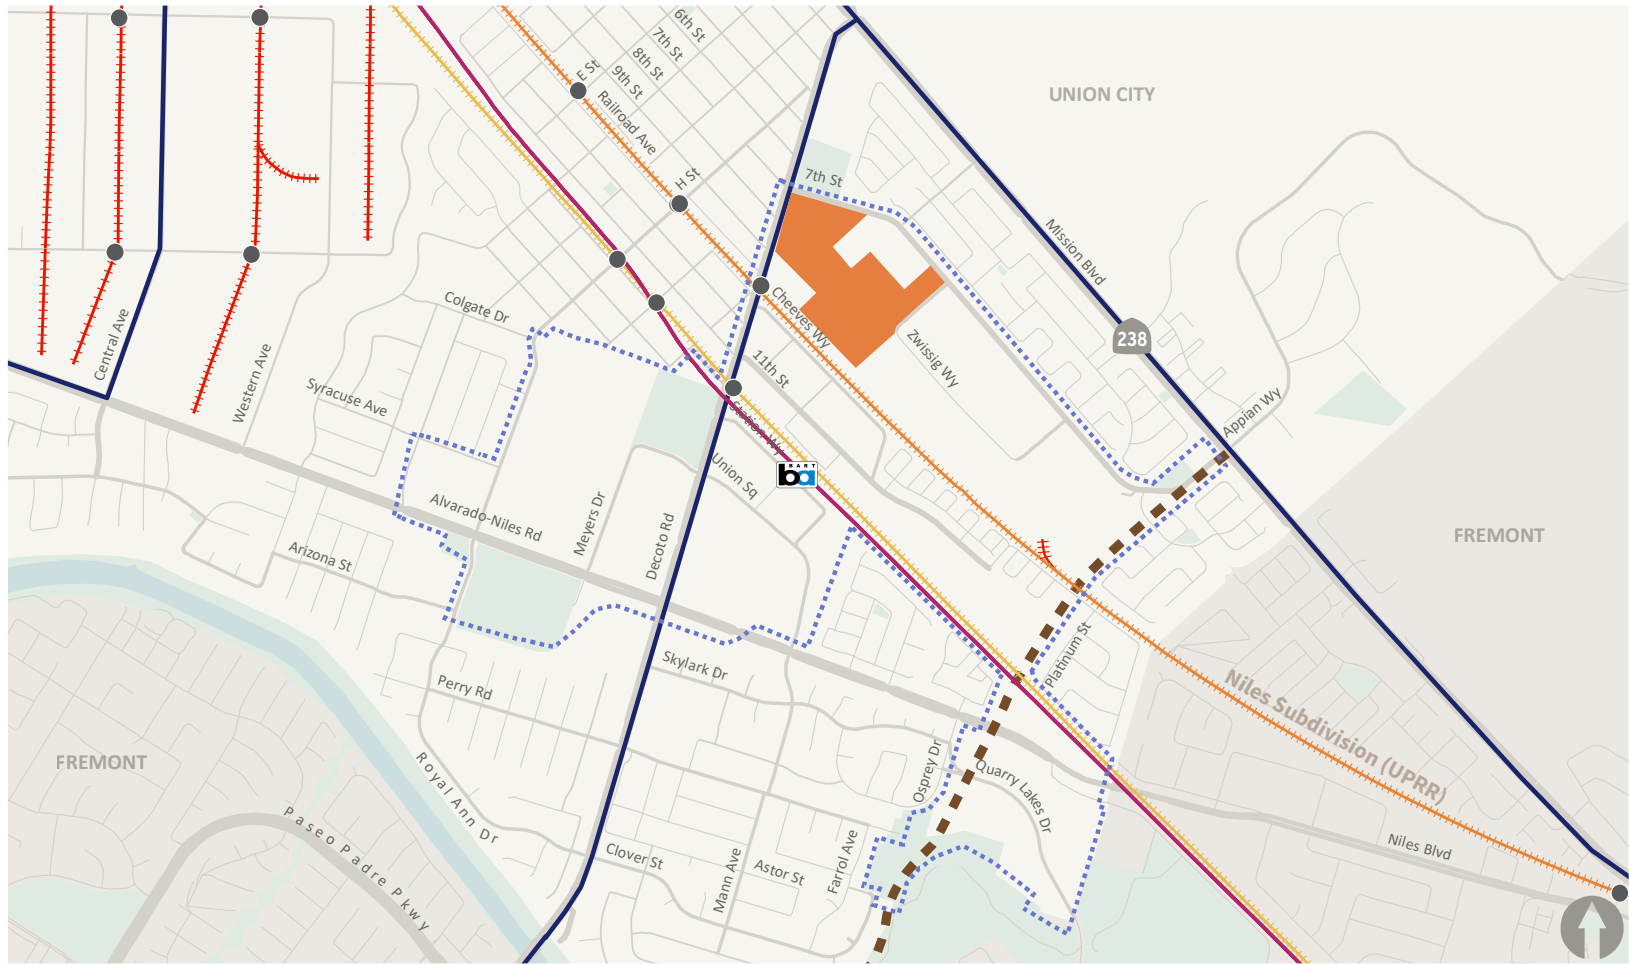 6th St
7th St
8th St
9th St
E St
Railroad Ave
H St
UNION CITY
7th St
Mission Blvd
238
Colgate Dr
Central Ave
Western Ave
Cheeves Wy
Zwissig Wy
11th St
Syracuse Ave
Station Wy
Appian Wy
BART
ba
Union Sq
Alvarado-Niles Rd
Meyers Dr
Decoto Rd
FREMONT
Arizona St
Platinum St
Skylark Dr
Perry Rd
Niles Subdivision (UPRR)
FREMONT
Royal Ann Dr
Osprey Dr
Quarry Lakes Dr
Paseo Padre Pkwy
Clover St
Mann Ave
Astor St
Farrol Ave
Niles Blvd